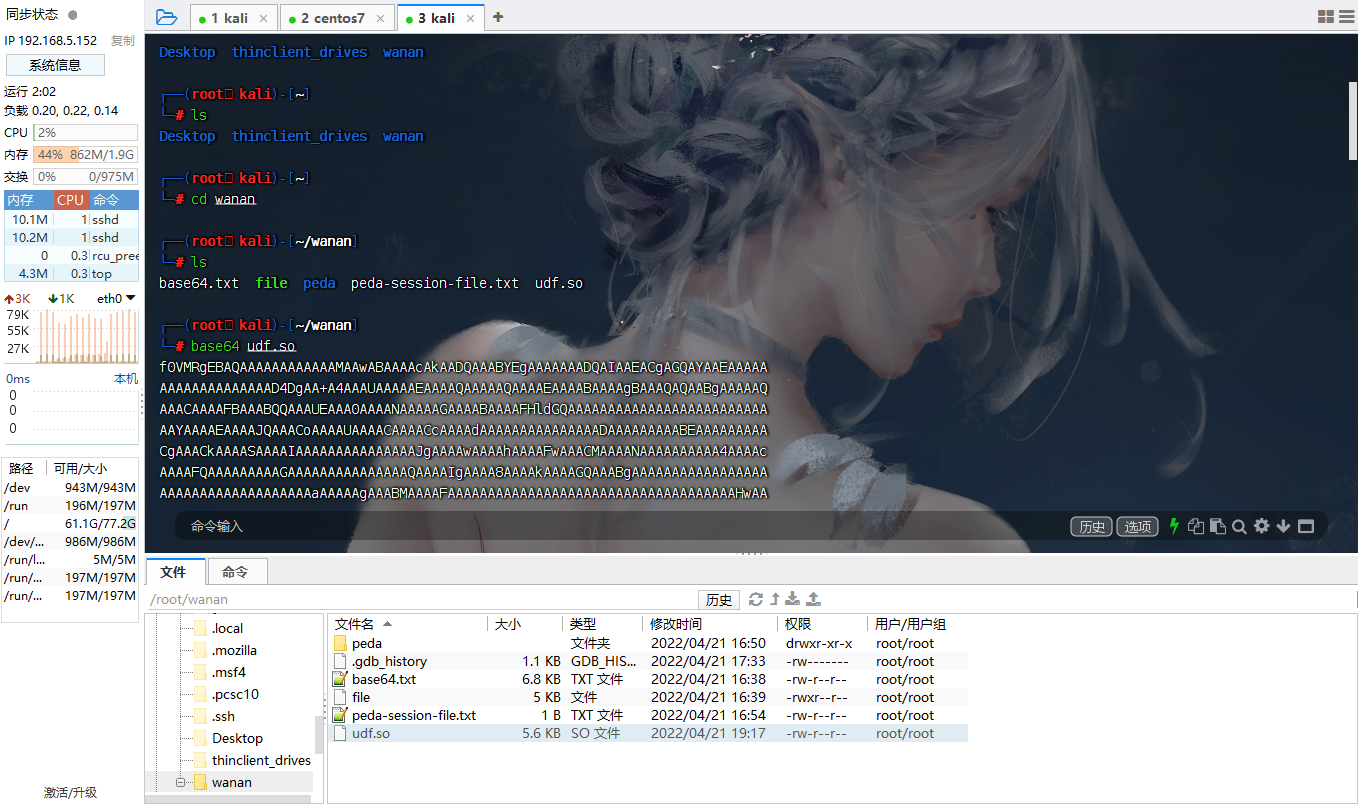 同步状态
IP 192.168.5.152 复制
系统信息
运行 2:02
负载 0.20, 0.22, 0.14
CPU 2%
内存 44% 862M/1.9G
交换 0% 0/975M
内存 CPU 命令
10.1M 1 sshd
10.2M 1 sshd
0 0.3 rcu_pree
4.3M 0.3 top
3K 1K eth0
79K
55K
27K
0ms 本机
0
0
0
路径 可用/大小
/dev 943M/943M
/run 196M/197M
/ 61.1G/77.2G
/dev/... 986M/986M
/run/l... 5M/5M
/run/... 197M/197M
/run/... 197M/197M
激活/升级
1 kali
2 centos7
3 kali
Desktop thinclient_drives wanan
┌──(root kali)-[~]
└─# ls
Desktop thinclient_drives wanan
┌──(root kali)-[~]
└─# cd wanan
┌──(root kali)-[~/wanan]
└─# ls
base64.txt file peda peda-session-file.txt udf.so
┌──(root kali)-[~/wanan]
└─# base64 udf.so
f0VMRgEBAQAAAAAAAAAAAAMAAwABAAAAcAkAADQAAABYEgAAAAAAADQAIAAEACgAGQAYAAEAAAAA
AAAAAAAAAAAAAAD4DgAA+A4AAAUAAAAAEAAAAQAAAAAQAAAAEAAAABAAAAgBAAAQAQAABgAAAAAQ
AAACAAAAFBAAABQQAAAUEAAA0AAAANAAAAAGAAAABAAAAFHldGQAAAAAAAAAAAAAAAAAAAAAAAAA
AAYAAAAEAAAAJQAAACoAAAAUAAAACAAAACcAAAAdAAAAAAAAAAAAAAAADAAAAAAAAABEAAAAAAAAA
CgAAACkAAAASAAAAIAAAAAAAAAAAAAAAJgAAAAwAAAAhAAAAFwAAACMAAAANAAAAAAAAAAA4AAAAc
AAAAFQAAAAAAAAAGAAAAAAAAAAAAAAAAQAAAAIgAAAA8AAAAkAAAAGQAAABgAAAAAAAAAAAAAAAAA
AAAAAAAAAAAAAAAAAAAaAAAAAgAAABMAAAAFAAAAAAAAAAAAAAAAAAAAAAAAAAAAAAAAAAAAHwAA
命令输入
历史 选项
文件 命令
/root/wanan 历史
.local
.mozilla
.msf4
.pcsc10
.ssh
Desktop
thinclient_drives
wanan
文件名 大小 类型 修改时间 权限 用户/用户组
peda 文件夹 2022/04/21 16:50 drwxr-xr-x root/root
.gdb_history 1.1 KB GDB_HIS... 2022/04/21 17:33 -rw------- root/root
base64.txt 6.8 KB TXT 文件 2022/04/21 16:38 -rw-r--r-- root/root
file 5 KB 文件 2022/04/21 16:39 -rwxr--r-- root/root
peda-session-file.txt 1 B TXT 文件 2022/04/21 16:54 -rw-r--r-- root/root
udf.so 5.6 KB SO 文件 2022/04/21 19:17 -rw-r--r-- root/root